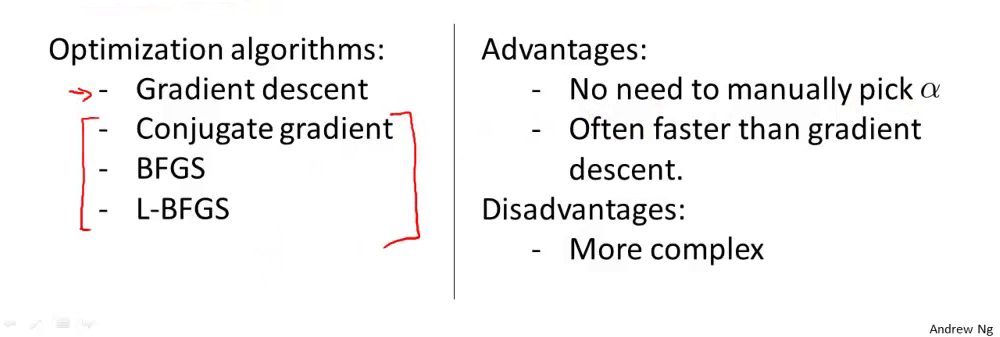 Optimization algorithms:
- Gradient descent
- Conjugate gradient
- BFGS
- L-BFGS
Advantages:
- No need to manually pick α
- Often faster than gradient
descent.
Disadvantages:
- More complex
Andrew Ng